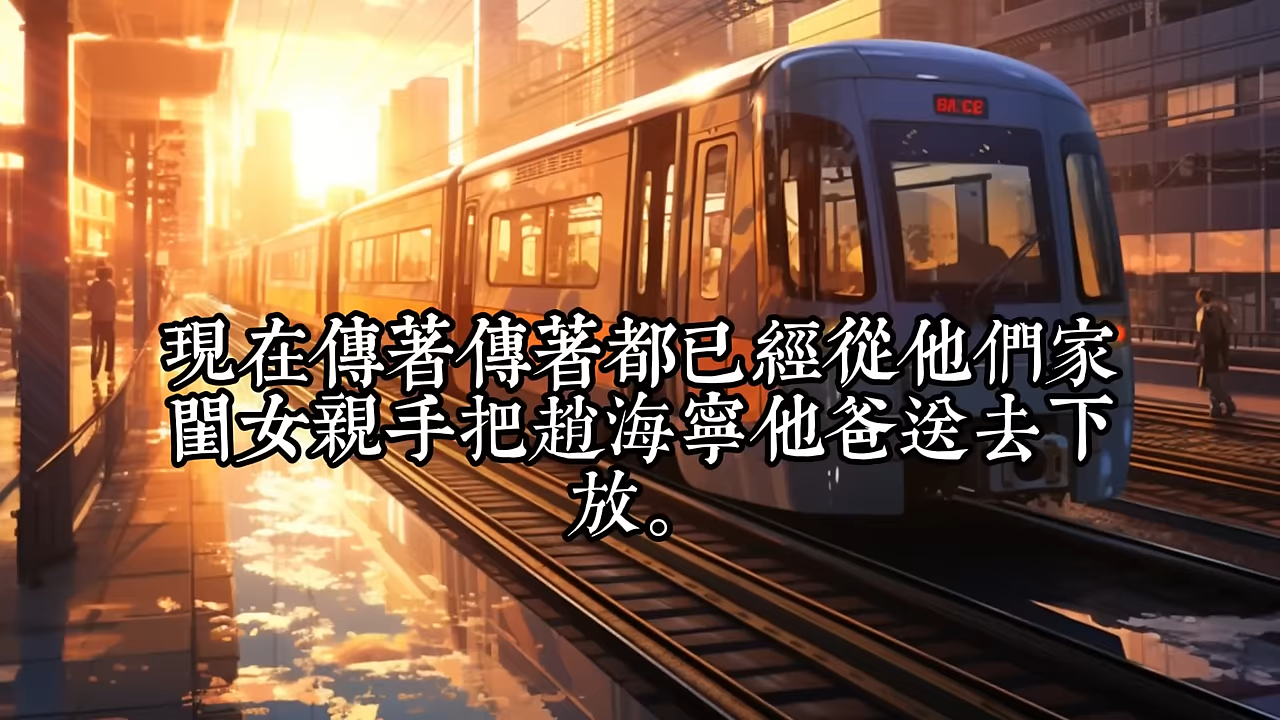 現在傳著傳著都已經從他們家
閨女親手把趙海寧他爸送去下
放。